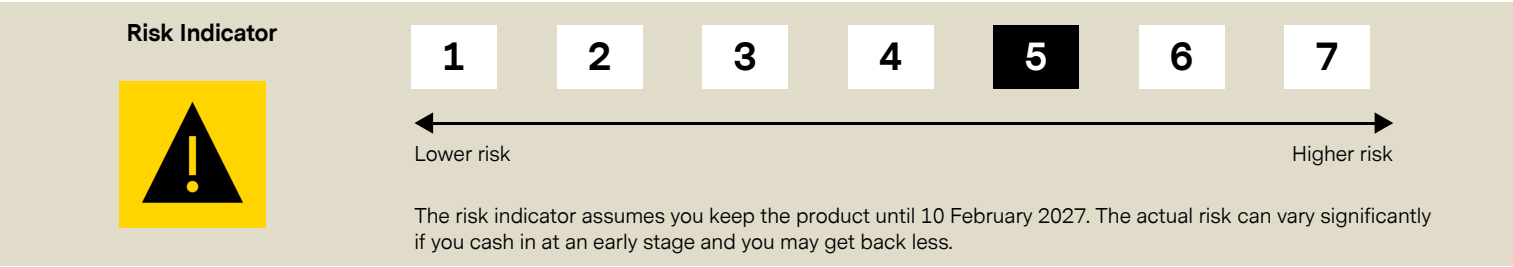 Risk Indicator
1 2 3 4 5 6 7
!
Lower risk Higher risk
The risk indicator assumes you keep the product until 10 February 2027. The actual risk can vary significantly
if you cash in at an early stage and you may get back less.